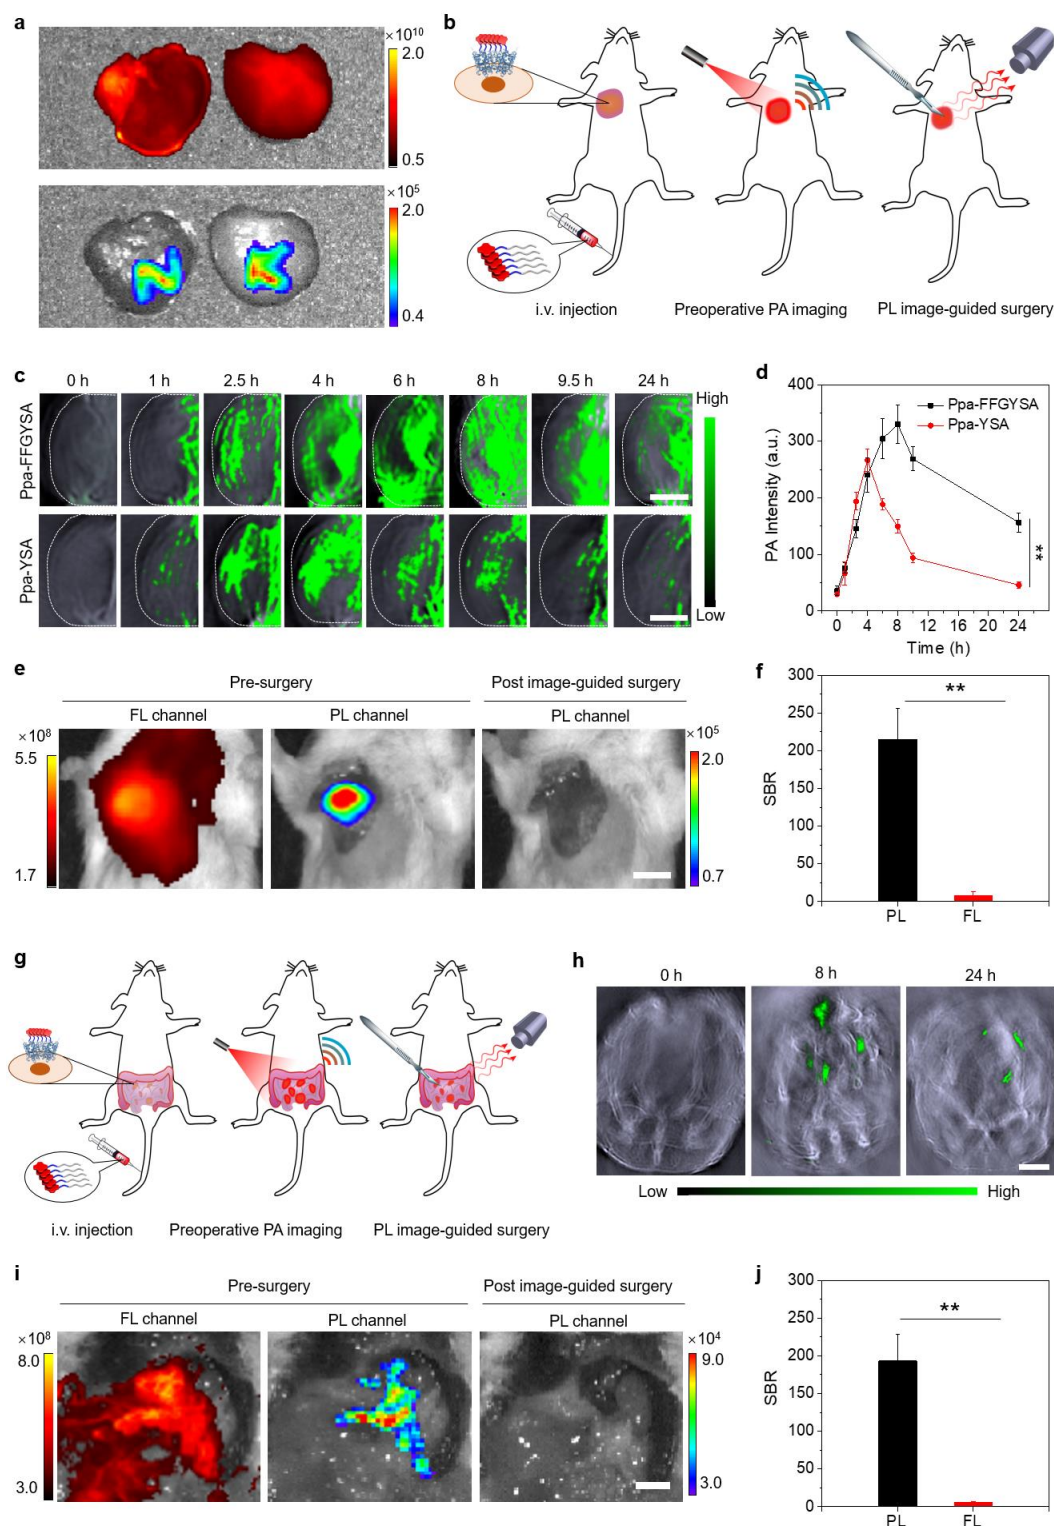 a
×10¹⁰
2.0
0.5
×10⁵
2.0
0.4
b
i.v. injection
Preoperative PA imaging
PL image-guided surgery
c
0 h
1 h
2.5 h
4 h
6 h
8 h
9.5 h
24 h
Ppa-FFGYSA
Ppa-YSA
High
Low
d
PA Intensity (a.u.)
400
300
200
100
0
Ppa-FFGYSA
Ppa-YSA
**
0 4 8 12 16 20 24
Time (h)
e
Pre-surgery
Post image-guided surgery
FL channel
PL channel
PL channel
×10⁸
5.5
1.7
×10⁵
2.0
0.7
f
SBR
300
250
200
150
100
50
0
**
PL
FL
g
i.v. injection
Preoperative PA imaging
PL image-guided surgery
h
0 h
8 h
24 h
Low
High
i
Pre-surgery
Post image-guided surgery
FL channel
PL channel
PL channel
×10⁸
8.0
3.0
×10⁴
9.0
3.0
j
SBR
300
250
200
150
100
50
0
**
PL
FL